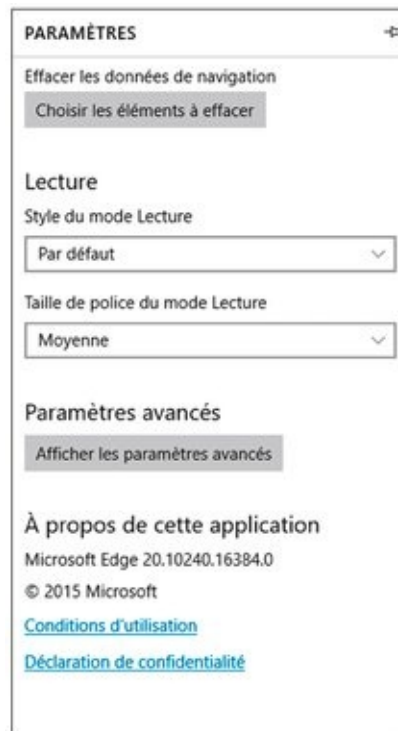 PARAMÈTRES
Effacer les données de navigation
Choisir les éléments à effacer
Lecture
Style du mode Lecture
Par défaut
Taille de police du mode Lecture
Moyenne
Paramètres avancés
Afficher les paramètres avancés
À propos de cette application
Microsoft Edge 20.10240.16384.0
© 2015 Microsoft
Conditions d'utilisation
Déclaration de confidentialité